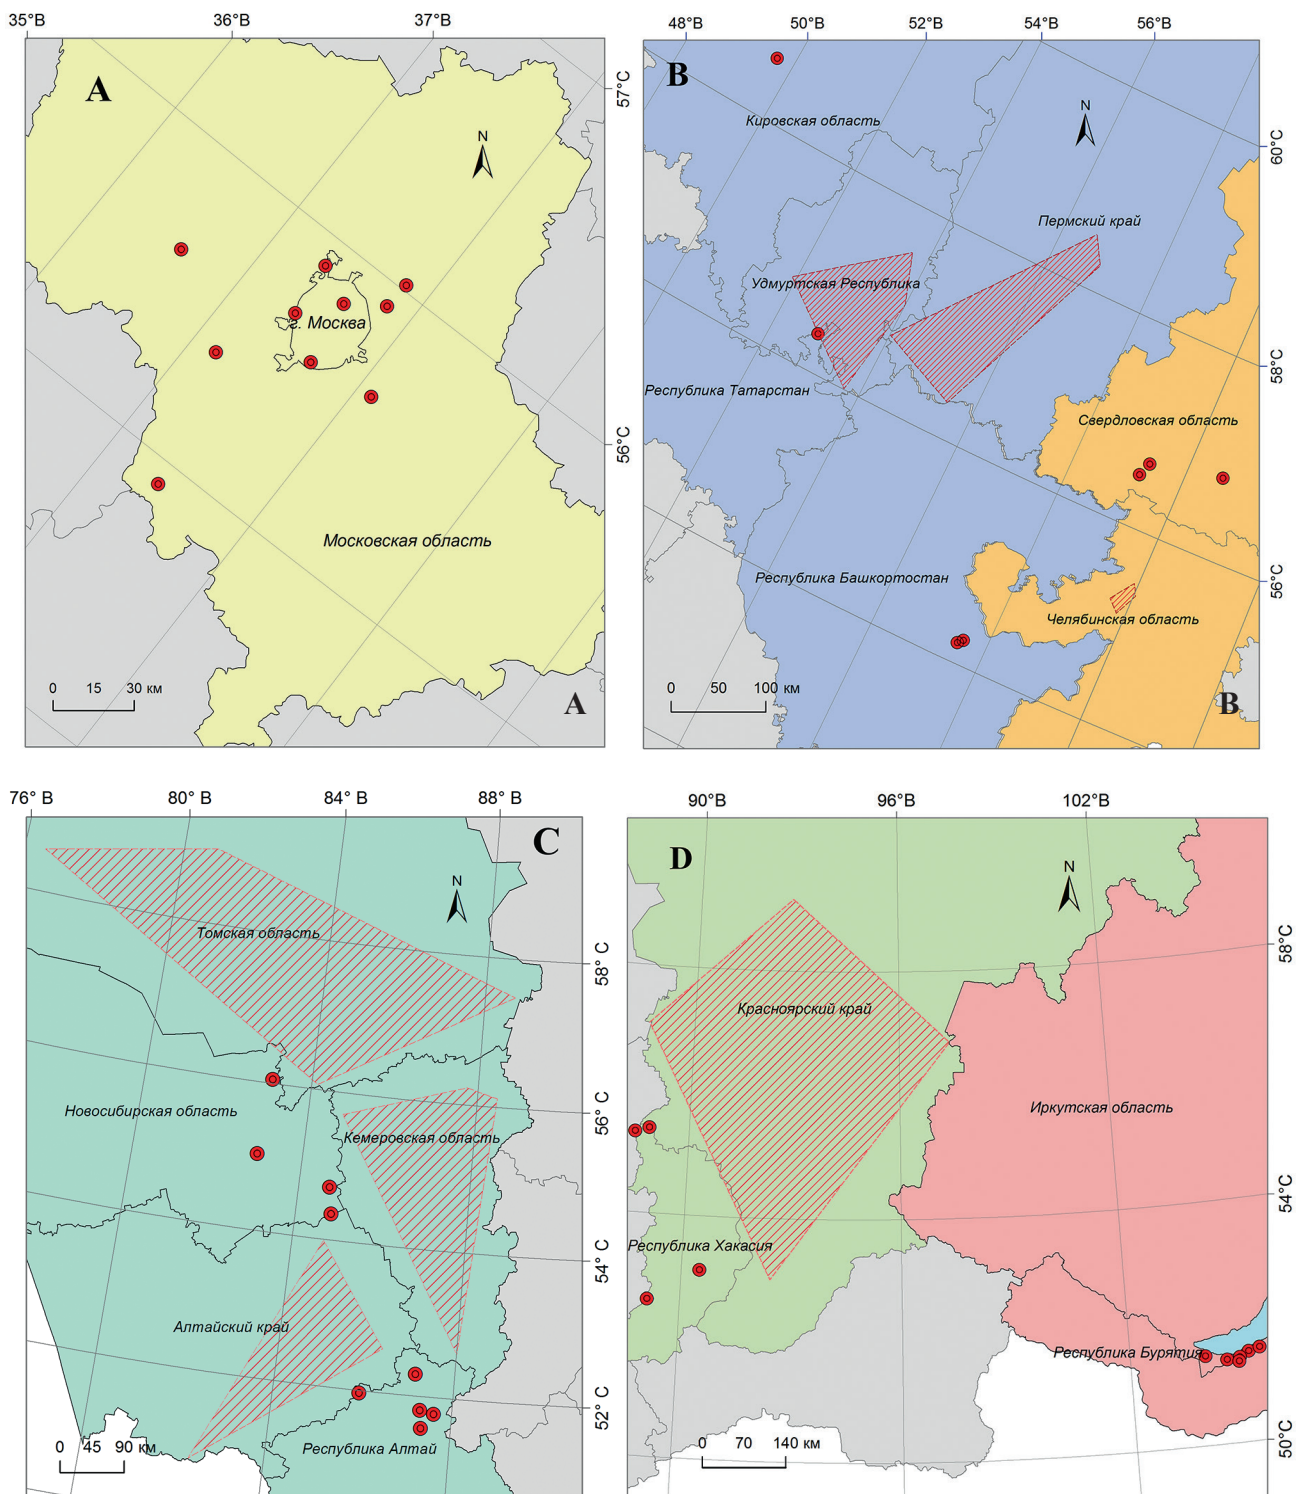 35°В 36°В 37°В
A
N
57°С
г. Москва
56°С
Московская область
0 15 30 км
A
48°В 50°В 52°В 54°В 56°В
B
N
Кировская область
60°С
Пермский край
Удмуртская Республика
58°С
Республика Татарстан
Свердловская область
Республика Башкортостан
56°С
Челябинская область
0 50 100 км
B
76° В 80° В 84° В 88° В
C
N
Томская область
58° С
Новосибирская область
56° С
Кемеровская область
54° С
Алтайский край
52° С
Республика Алтай
0 45 90 км
90°В 96°В 102°В
D
N
58°С
Красноярский край
Иркутская область
54°С
Республика Хакасия
Республика Бурятия
50°С
0 70 140 км